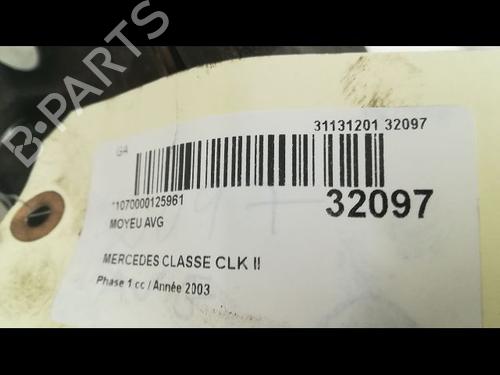 B-PARTS
31131201 32097
GA
*1070000125961
32097
MOYEU AVG
MERCEDES CLASSE CLK II
Phase 1 cc / Année 2003